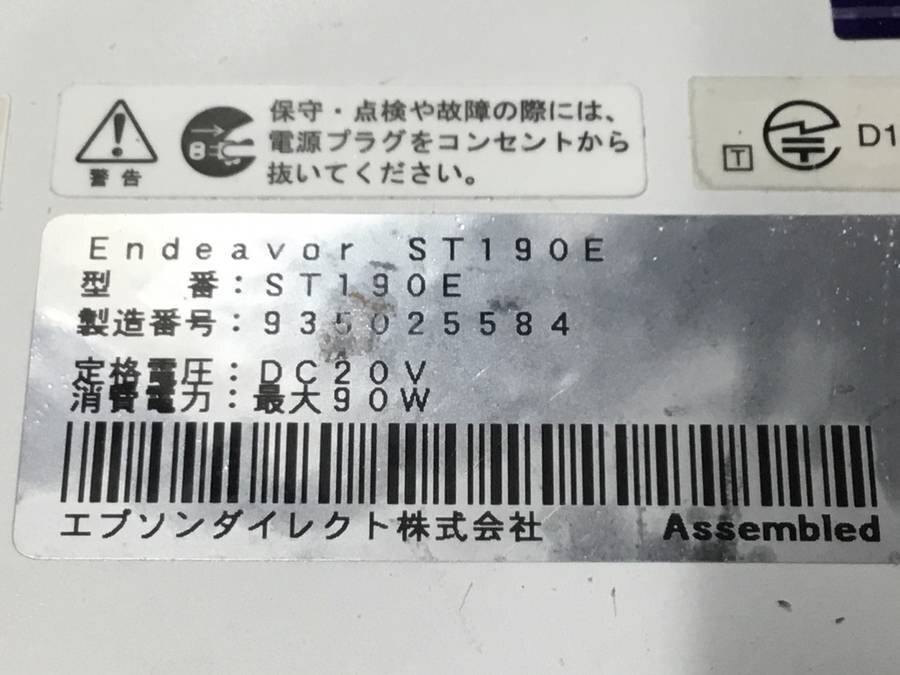 警告
保守・点検や故障の際には、
電源プラグをコンセントから
抜いてください。
T
D1
Endeavor ST190E
型 番:ST190E
製造番号:935025584
定格電圧:DC20V
消費電力:最大90W
エプソンダイレクト株式会社 Assembled